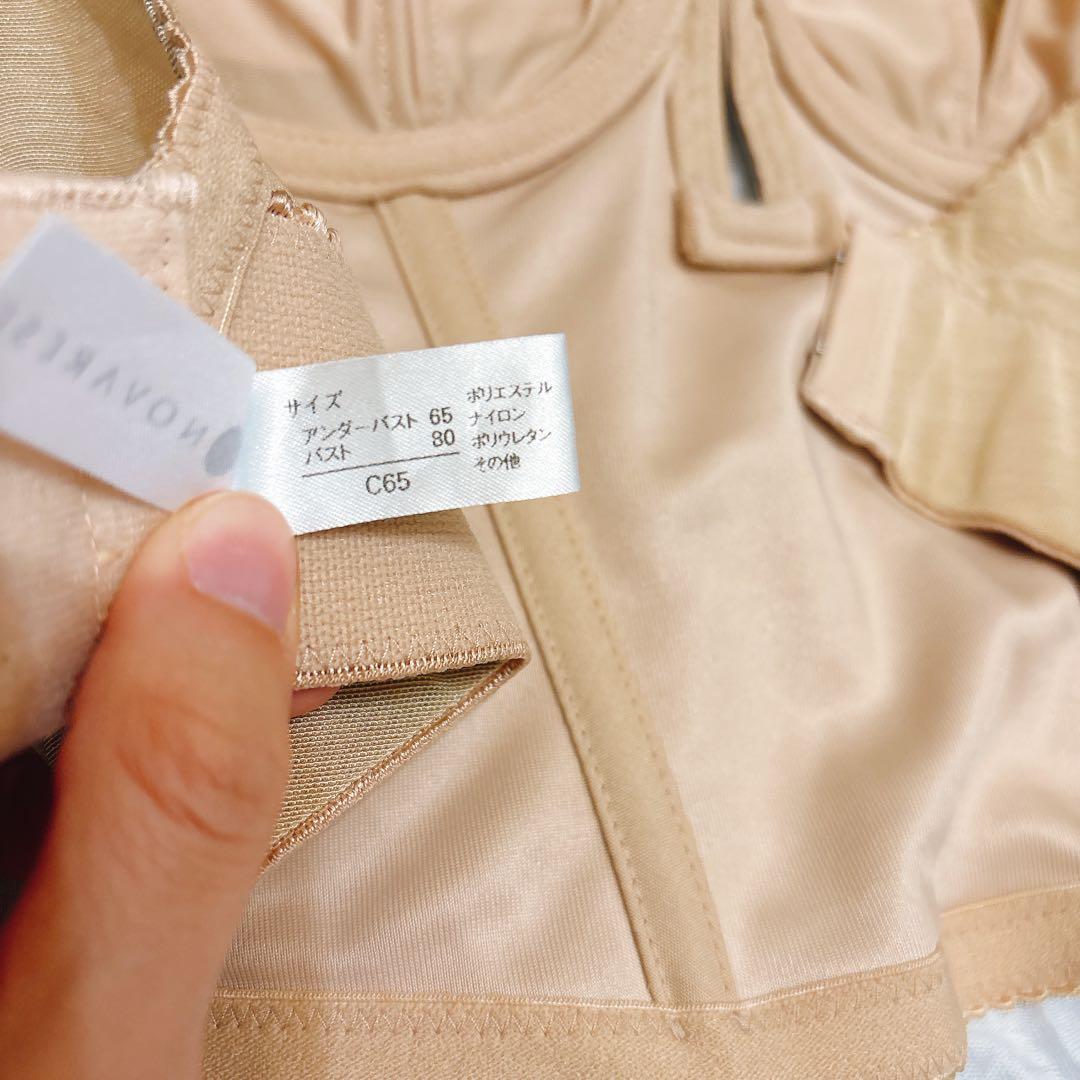 NOVARESE
サイズ
アンダーバスト 65
バスト 80
C65
ポリエステル
ナイロン
ポリウレタン
その他